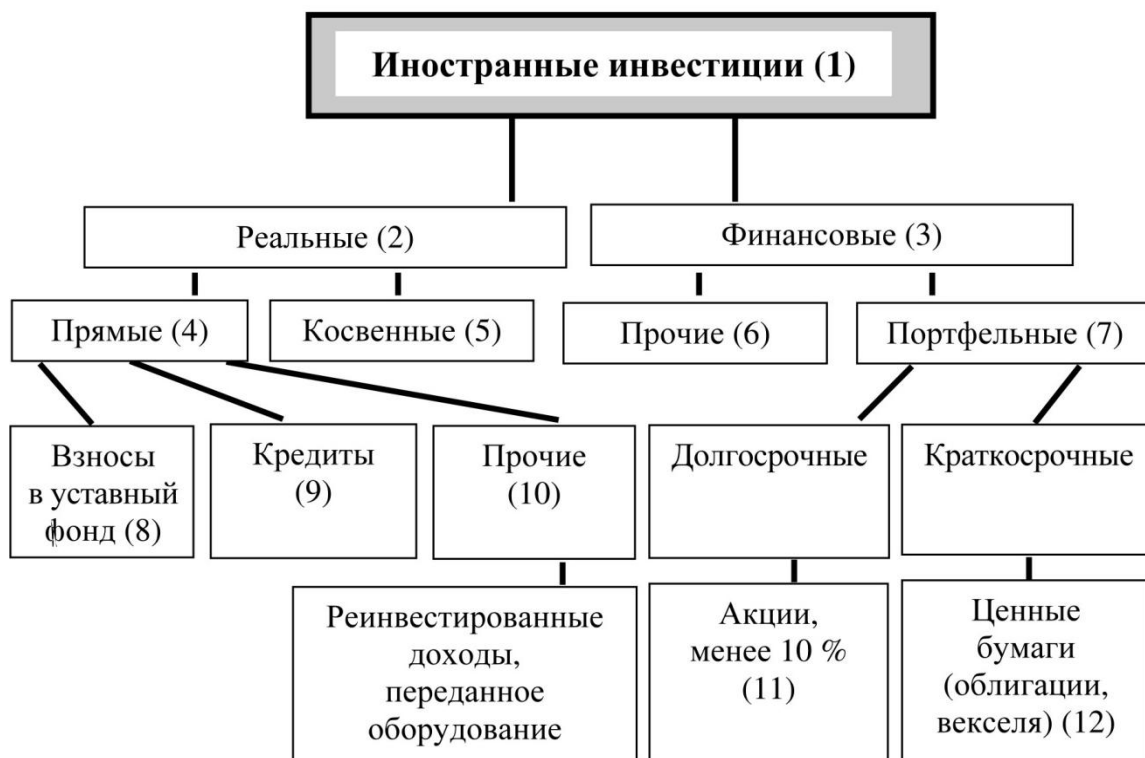 Иностранные инвестиции (1)
Реальные (2)
Финансовые (3)
Прямые (4)
Косвенные (5)
Прочие (6)
Портфельные (7)
Взносы
в уставный
фонд (8)
Кредиты
(9)
Прочие
(10)
Долгосрочные
Краткосрочные
Реинвестированные
доходы,
переданное
оборудование
Акции,
менее 10 %
(11)
Ценные
бумаги
(облигации,
векселя) (12)